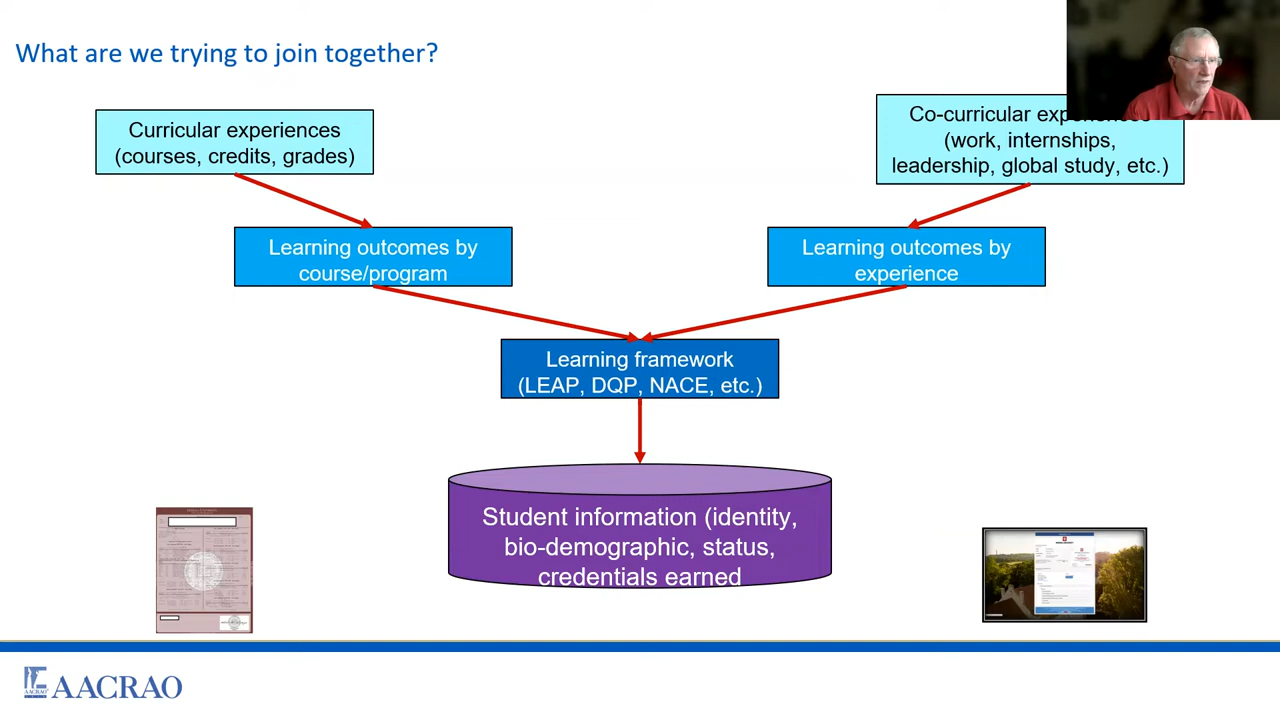 What are we trying to join together?
Curricular experiences
(courses, credits, grades)
Co-curricular
(work, internships,
leadership, global study, etc.)
Learning outcomes by
course/program
Learning outcomes by
experience
Learning framework
(LEAP, DQP, NACE, etc.)
Student information (identity,
bio-demographic, status,
credentials earned
AACRAO
AACRAO